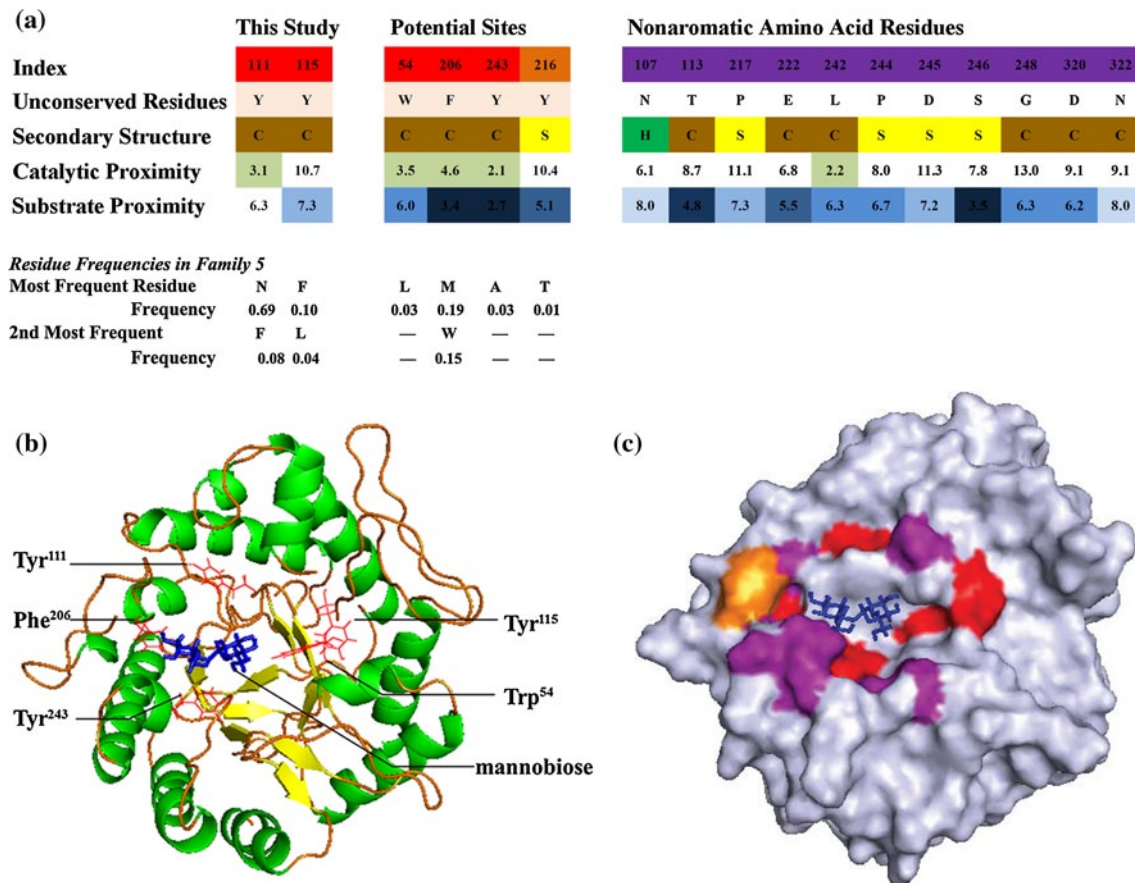 (a)
This Study Potential Sites Nonaromatic Amino Acid Residues
Index 111 115 54 206 243 216 107 113 217 222 242 244 245 246 248 320 322
Unconserved Residues Y Y W F Y Y N T P E L P D S G D N
Secondary Structure C C C C C S H C S C C S S S C C C
Catalytic Proximity 3.1 10.7 3.5 4.6 2.1 10.4 6.1 8.7 11.1 6.8 2.2 8.0 11.3 7.8 13.0 9.1 9.1
Substrate Proximity 6.3 7.3 6.0 3.4 2.7 5.1 8.0 4.8 7.3 5.5 6.3 6.7 7.2 3.5 6.3 6.2 8.0
Residue Frequencies in Family 5
Most Frequent Residue N F L M A T
Frequency 0.69 0.10 0.03 0.19 0.03 0.01
2nd Most Frequent F L — W — —
Frequency 0.08 0.04 — 0.15 — —
(b) (c)
Tyr¹¹¹
Phe²⁰⁶ Tyr¹¹⁵
Tyr²⁴³ Trp⁵⁴
mannobiose